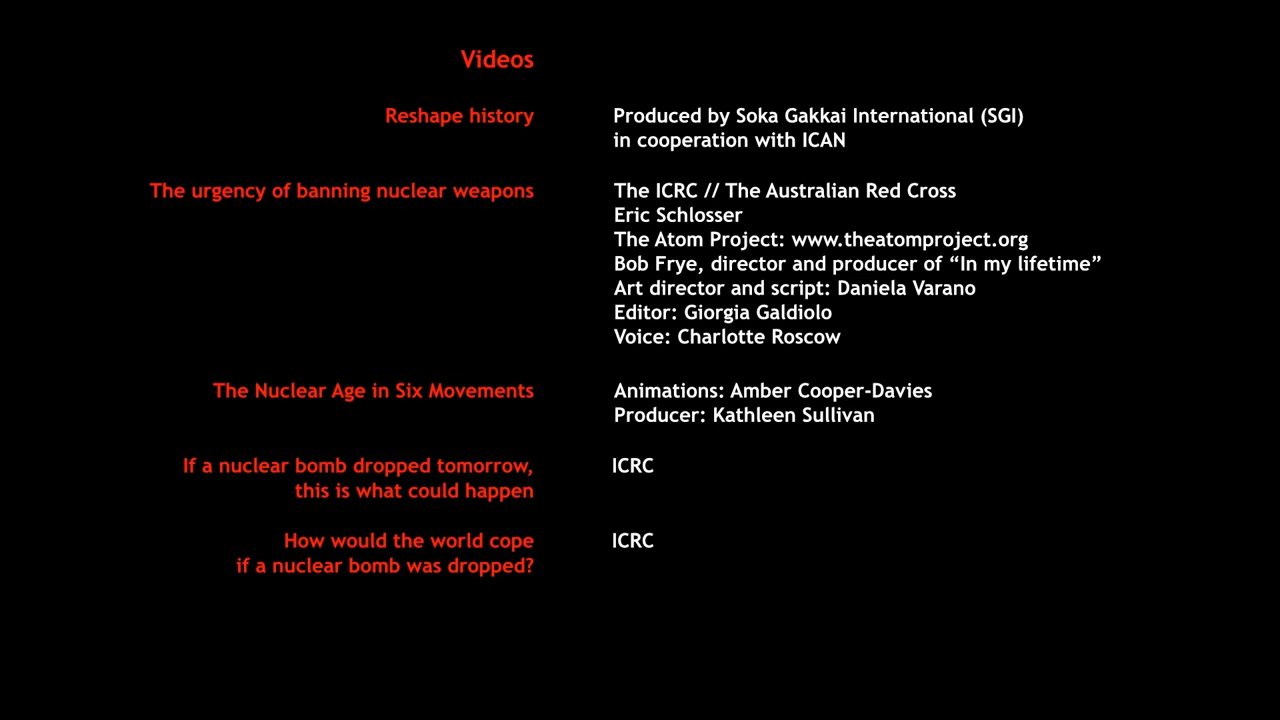 Videos
Reshape history
Produced by Soka Gakkai International (SGI)
in cooperation with ICAN
The urgency of banning nuclear weapons
The ICRC // The Australian Red Cross
Eric Schlosser
The Atom Project: www.theatomproject.org
Bob Frye, director and producer of “In my lifetime”
Art director and script: Daniela Varano
Editor: Giorgia Galdiolo
Voice: Charlotte Roscow
The Nuclear Age in Six Movements
Animations: Amber Cooper-Davies
Producer: Kathleen Sullivan
If a nuclear bomb dropped tomorrow,
this is what could happen
ICRC
How would the world cope
if a nuclear bomb was dropped?
ICRC